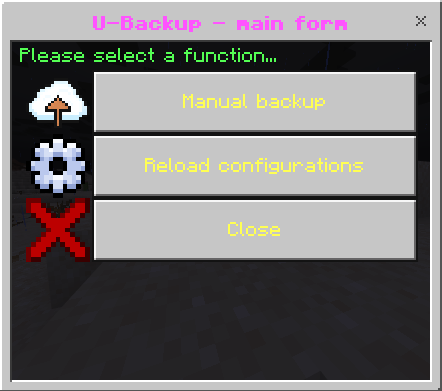 U-Backup - main form
Please select a function...
Manual backup
Reload configurations
Close